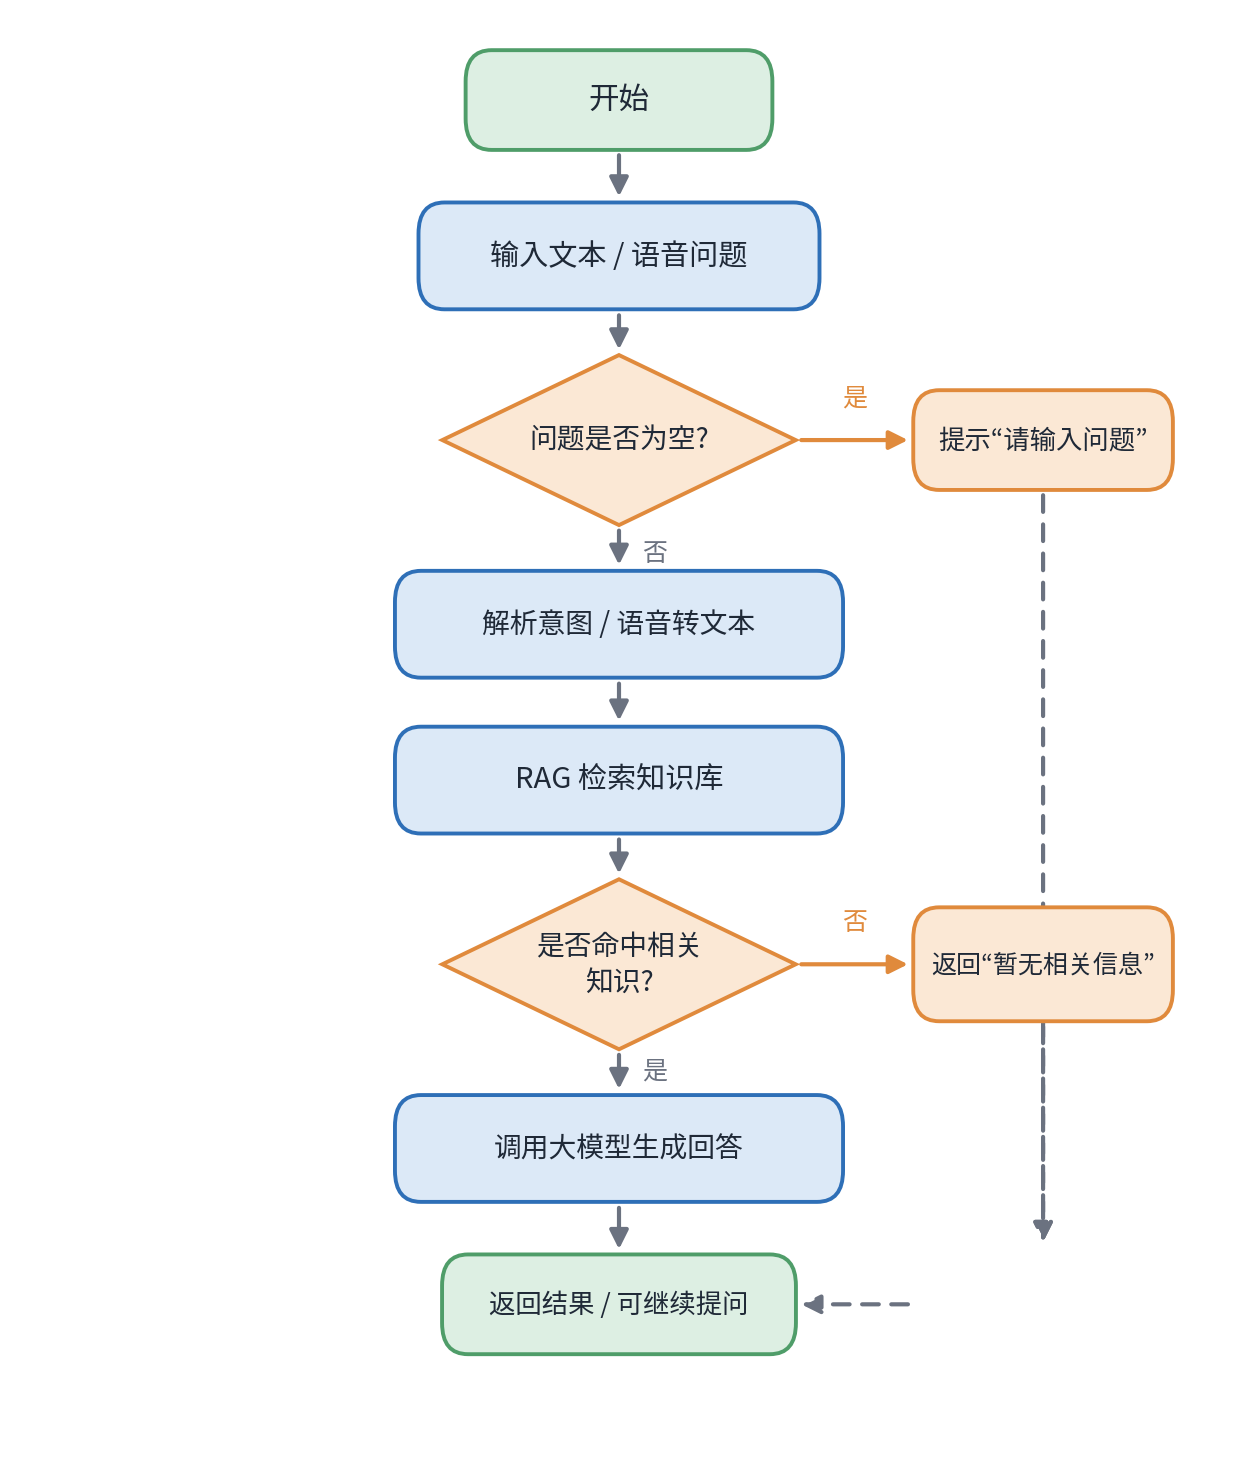 开始
输入文本 / 语音问题
问题是否为空?
是
提示“请输入问题”
否
解析意图 / 语音转文本
RAG 检索知识库
是否命中相关
知识?
否
返回“暂无相关信息”
是
调用大模型生成回答
返回结果 / 可继续提问